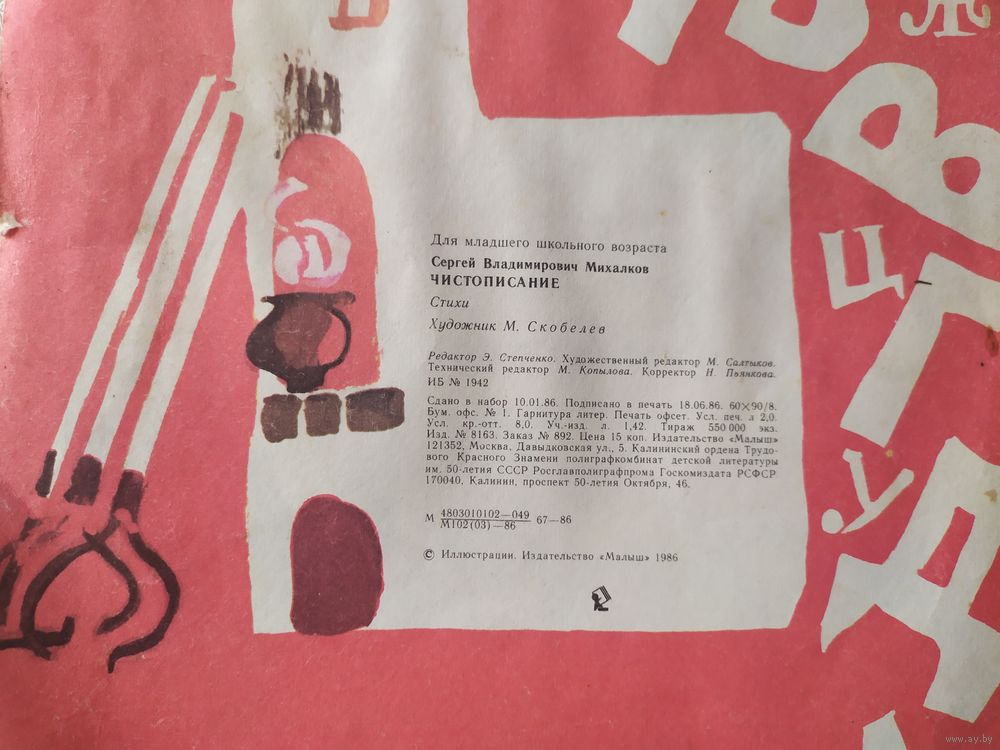 Ж
В
Ц
У
Д
Для младшего школьного возраста
Сергей Владимирович Михалков
ЧИСТОПИСАНИЕ
Стихи
Художник М. Скобелев
Редактор Э. Степченко. Художественный редактор М. Салтыков.
Технический редактор М. Копылова. Корректор Н. Пьянкова.
ИБ № 1942
Сдано в набор 10.01.86. Подписано в печать 18.06.86. 60×90/8.
Бум. офс. № 1. Гарнитура литер. Печать офсет. Усл. печ. л 2,0.
Усл. кр.-отт. 8,0. Уч.-изд. л. 1,42. Тираж 550 000 экз.
Изд. № 8163. Заказ № 892. Цена 15 коп. Издательство «Малыш»
121352, Москва, Давыдковская ул., 5. Калининский ордена Трудо-
вого Красного Знамени полиграфкомбинат детской литературы
им. 50-летия СССР Росглавполиграфпрома Госкомиздата РСФСР
170040, Калинин, проспект 50-летия Октября, 46.
М 4803010102—049 67—86
М102(03)—86
© Иллюстрации. Издательство «Малыш» 1986
www.ay.by